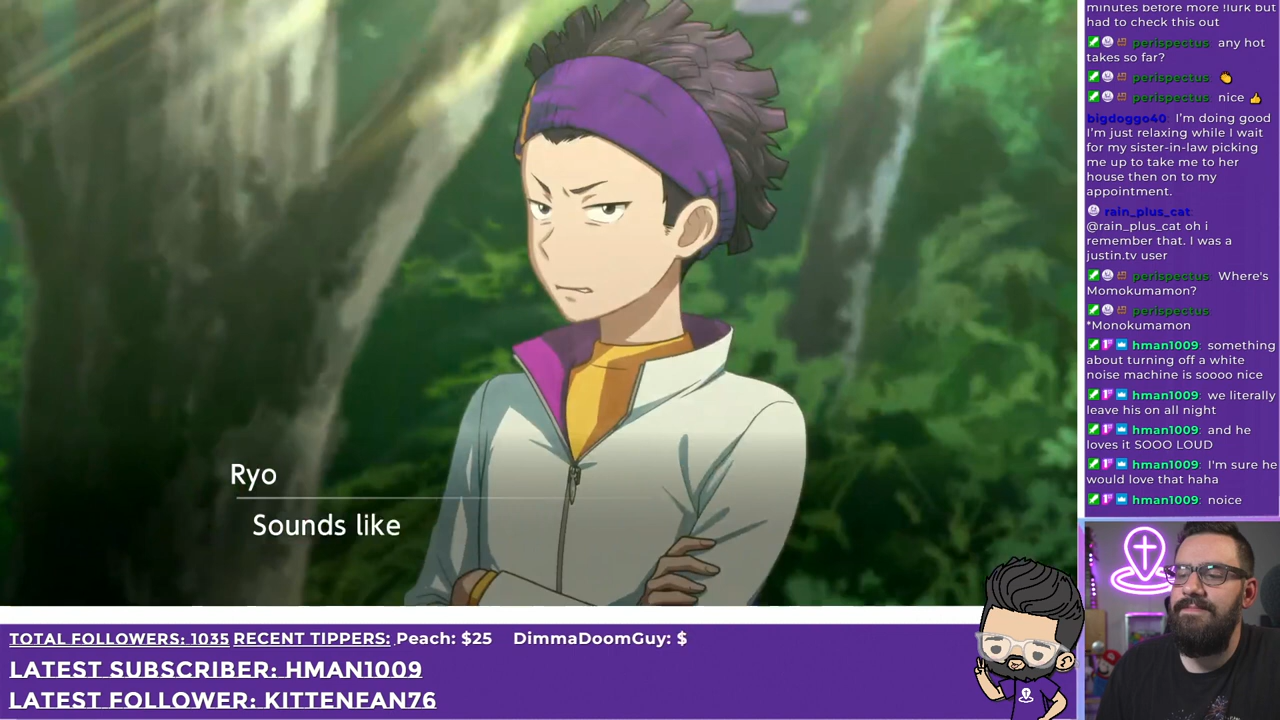 minutes before more !lurk but
had to check this out
perispectus any hot
takes so far?
perispectus
perispectus nice
bigdoggo40: I'm doing good
I'm just relaxing while I wait
for my sister-in-law picking
me up to take me to her
house then on to my
appointment.
rain_plus_cat:
@rain_plus_cat oh i
remember that. I was a
justin.tv user
perispectus Where's
Momokumamon?
perispectus
*Monokumamon
hman1009: something
about turning off a white
noise machine is soooo nice
hman1009: we literally
leave his on all night
hman1009: and he
loves it SOOO LOUD
hman1009: I'm sure he
would love that haha
hman1009: noice
Ryo
Sounds like
TOTAL FOLLOWERS: 1035 RECENT TIPPERS: Peach: $25 DimmaDoomGuy: $
LATEST SUBSCRIBER: HMAN1009
LATEST FOLLOWER: KITTENFAN76